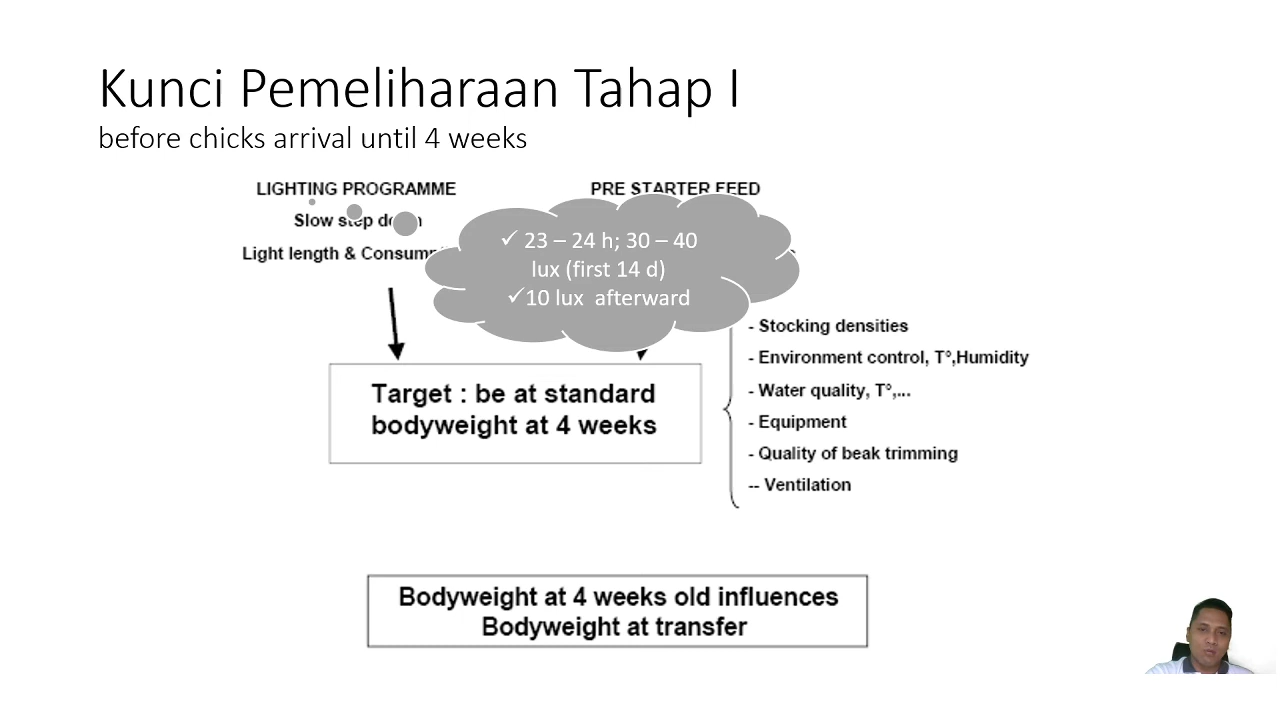 Kunci Pemeliharaan Tahap I
before chicks arrival until 4 weeks
LIGHTING PROGRAMME
Slow step
Light length &
PRE STARTER FEED
✓ 23 – 24 h; 30 – 40
lux (first 14 d)
✓10 lux afterward
Target : be at standard
bodyweight at 4 weeks
- Stocking densities
- Environment control, T°,Humidity
- Water quality, T°,...
- Equipment
- Quality of beak trimming
-- Ventilation
Bodyweight at 4 weeks old influences
Bodyweight at transfer